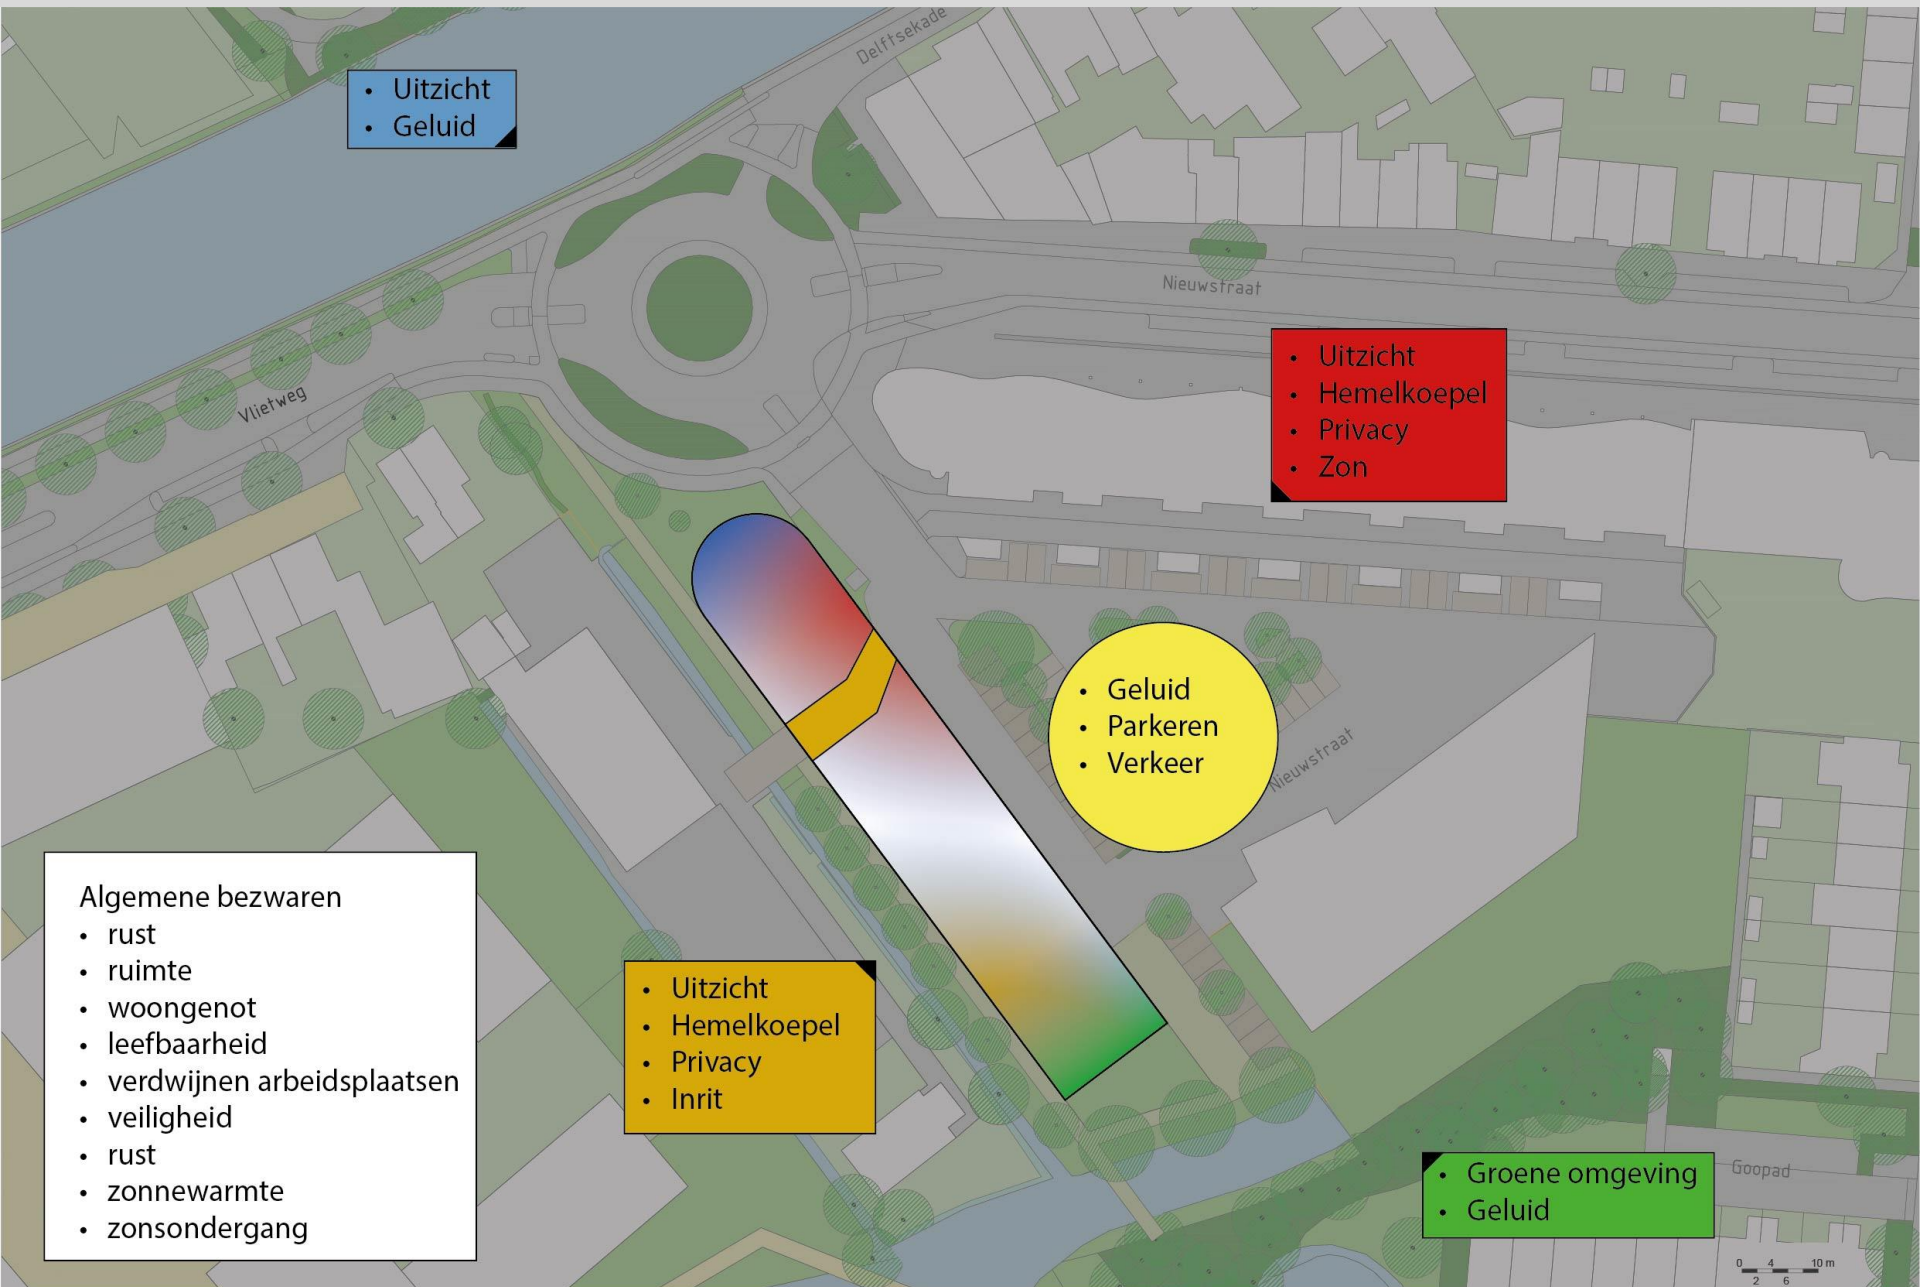 Delftsekade
• Uitzicht
• Geluid
Nieuwstraat
• Uitzicht
• Hemelkoepel
• Privacy
• Zon
Vlietweg
• Geluid
• Parkeren
• Verkeer
Nieuwstraat
Algemene bezwaren
• rust
• ruimte
• woongenot
• leefbaarheid
• verdwijnen arbeidsplaatsen
• veiligheid
• rust
• zonnewarmte
• zonsondergang
• Uitzicht
• Hemelkoepel
• Privacy
• Inrit
• Groene omgeving
• Geluid
Goopad
0 4 10 m
2 6